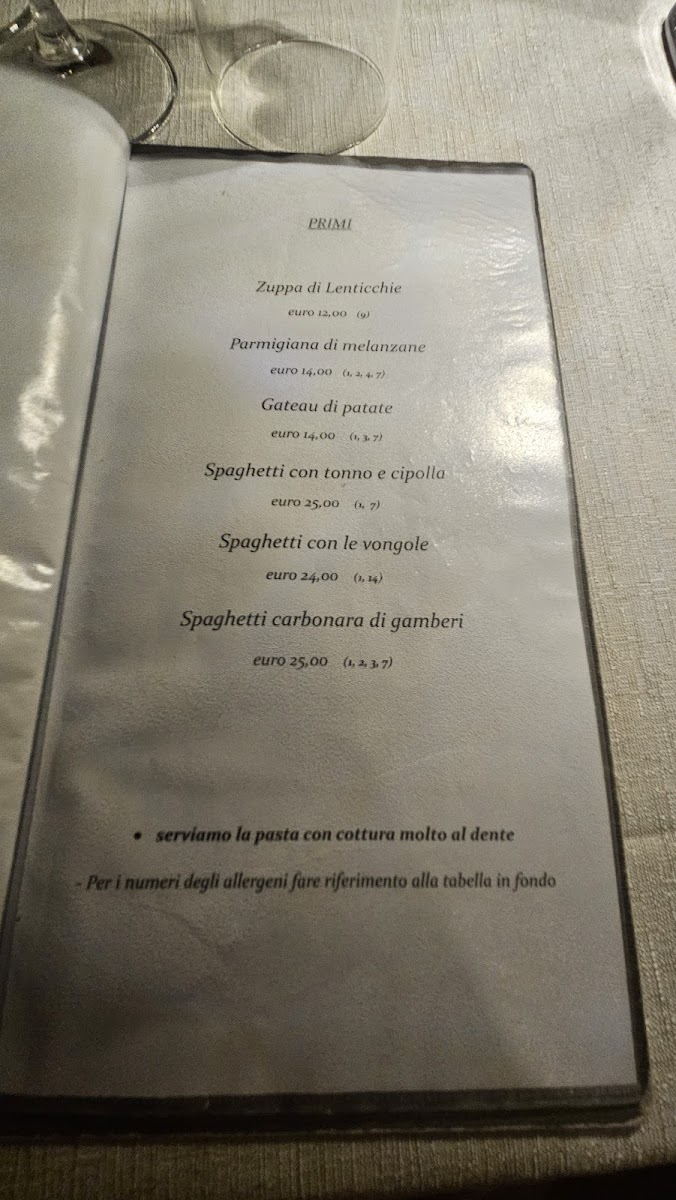 PRIMI
Zuppa di Lenticchie
euro 12,00 (9)
Parmigiana di melanzane
euro 14,00 (1, 2, 4, 7)
Gateau di patate
euro 14,00 (1, 3, 7)
Spaghetti con tonno e cipolla
euro 25,00 (1, 7)
Spaghetti con le vongole
euro 24,00 (1, 14)
Spaghetti carbonara di gamberi
euro 25,00 (1, 2, 3, 7)
• serviamo la pasta con cottura molto al dente
- Per i numeri degli allergeni fare riferimento alla tabella in fondo